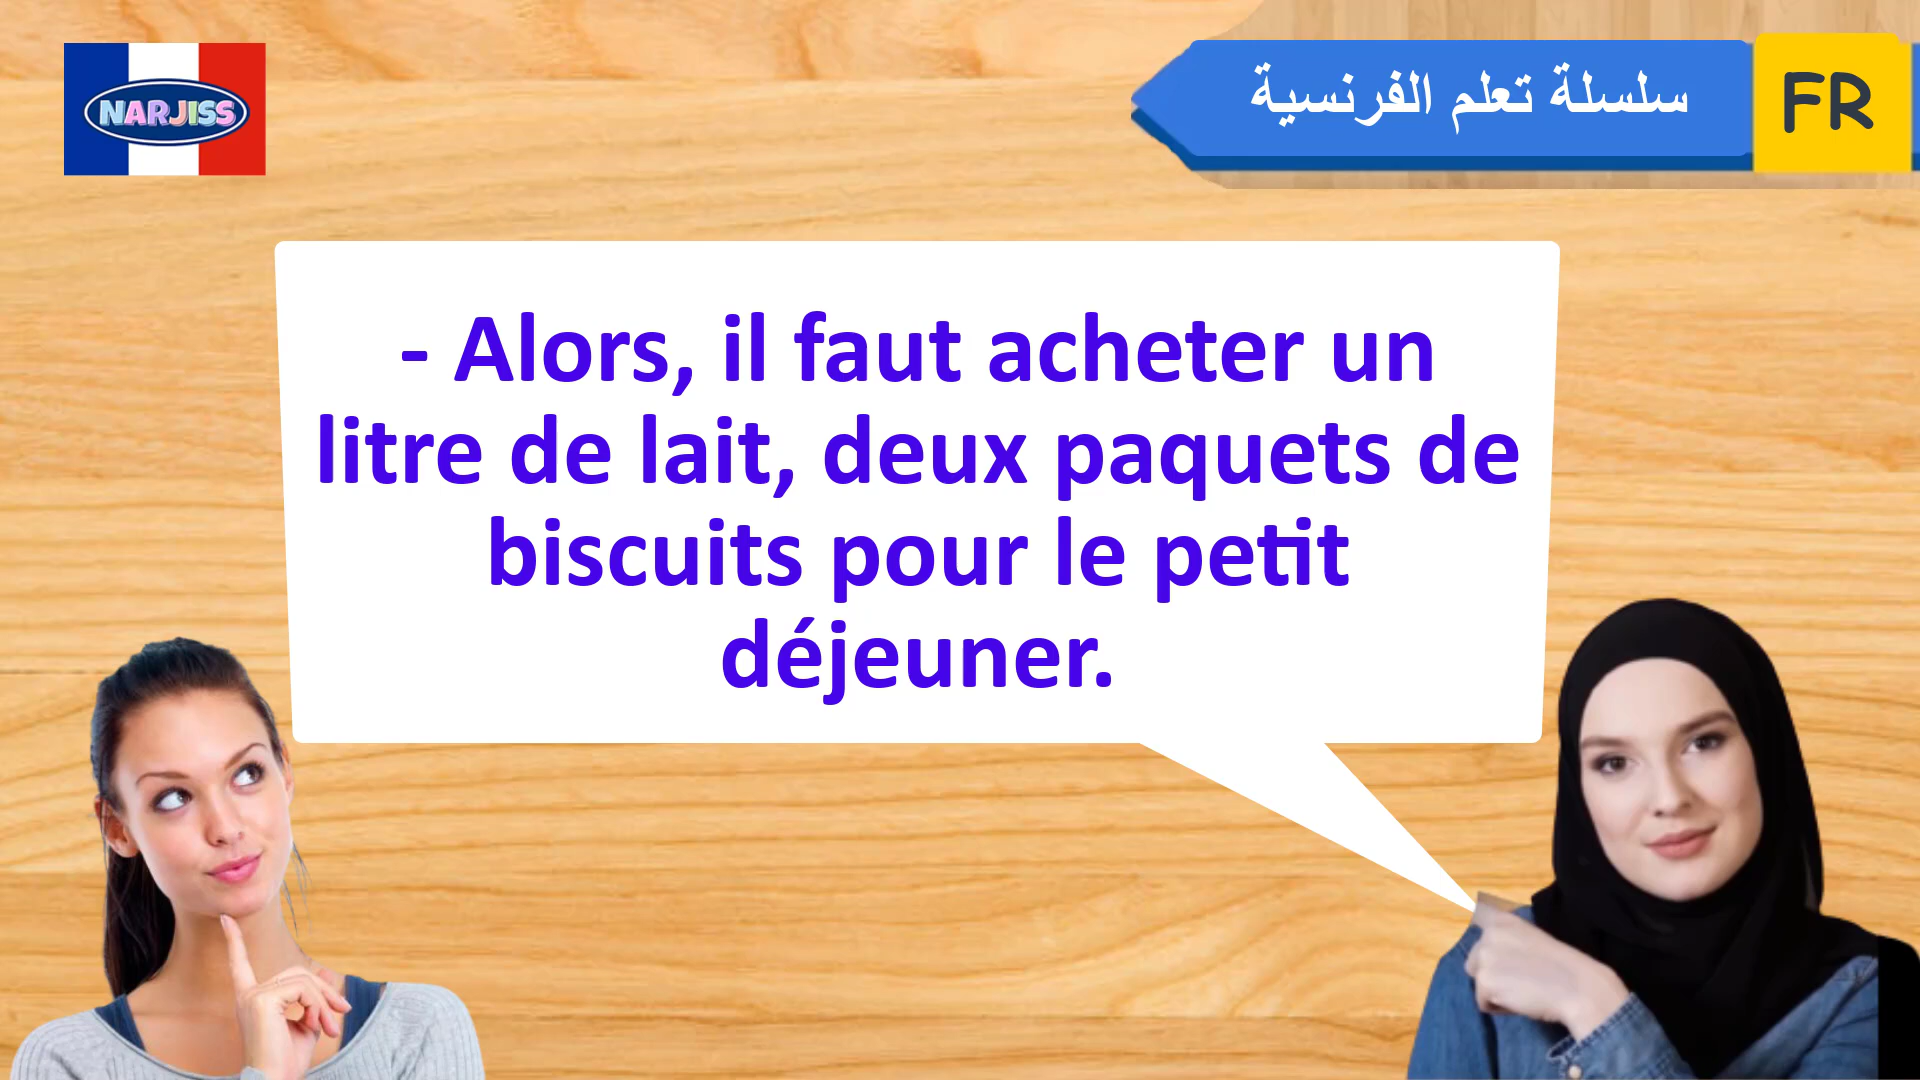 NARJISS
سلسلة تعلم الفرنسية
FR
- Alors, il faut acheter un
litre de lait, deux paquets de
biscuits pour le petit
déjeuner.